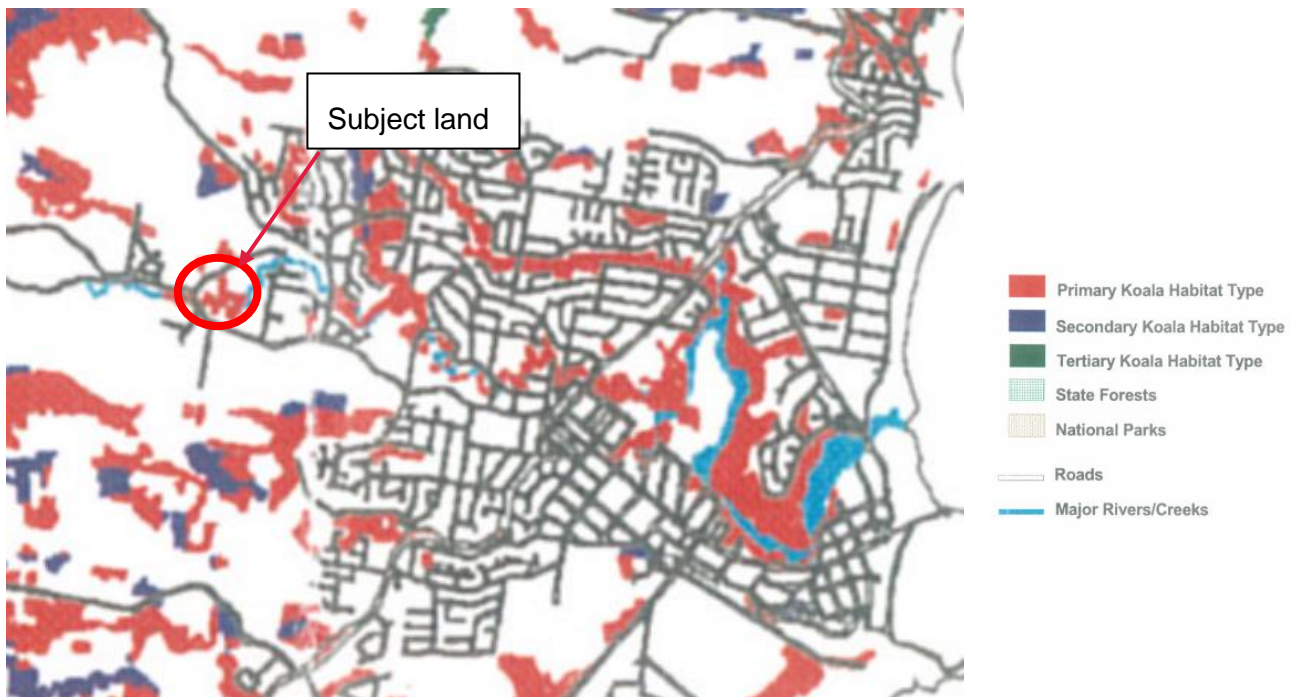 Subject land
Primary Koala Habitat Type
Secondary Koala Habitat Type
Tertiary Koala Habitat Type
State Forests
National Parks
Roads
Major Rivers/Creeks